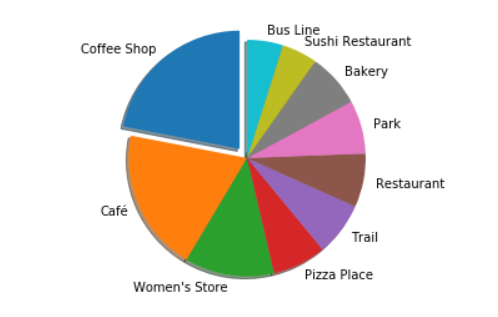 Bus Line
Sushi Restaurant
Coffee Shop
Bakery
Park
Restaurant
Café
Trail
Pizza Place
Women's Store